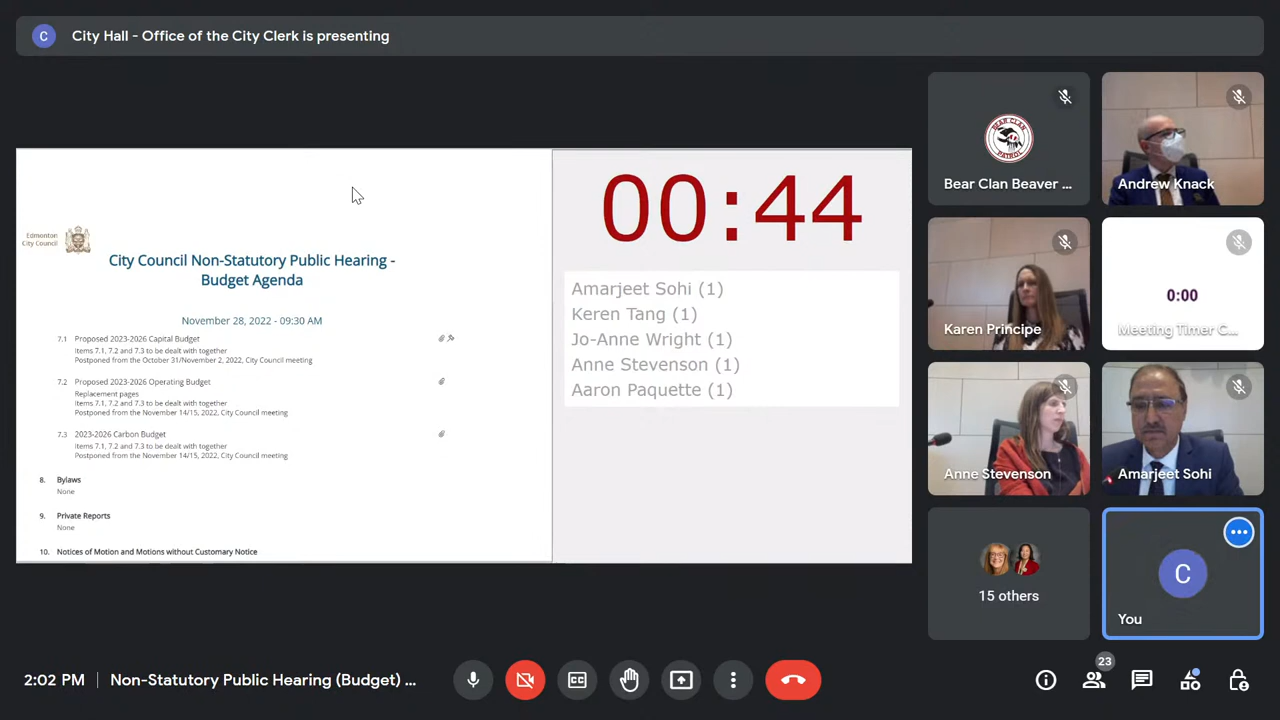 C
City Hall - Office of the City Clerk is presenting
Edmonton
City Council
City Council Non-Statutory Public Hearing -
Budget Agenda
November 28, 2022 - 09:30 AM
7.1 Proposed 2023-2026 Capital Budget
Items 7.1, 7.2 and 7.3 to be dealt with together
Postponed from the October 31/November 2, 2022, City Council meeting
7.2 Proposed 2023-2026 Operating Budget
Replacement pages
Items 7.1, 7.2 and 7.3 to be dealt with together
Postponed from the November 14/15, 2022, City Council meeting
7.3 2023-2026 Carbon Budget
Items 7.1, 7.2 and 7.3 to be dealt with together
Postponed from the November 14/15, 2022, City Council meeting
8. Bylaws
None
9. Private Reports
None
10. Notices of Motion and Motions without Customary Notice
00:44
Amarjeet Sohi (1)
Keren Tang (1)
Jo-Anne Wright (1)
Anne Stevenson (1)
Aaron Paquette (1)
BEAR CLAN
PATROL
Bear Clan Beaver ...
Andrew Knack
Karen Principe
0:00
Meeting Timer C...
Anne Stevenson
Amarjeet Sohi
15 others
C
You
2:02 PM | Non-Statutory Public Hearing (Budget) ...
CC
23